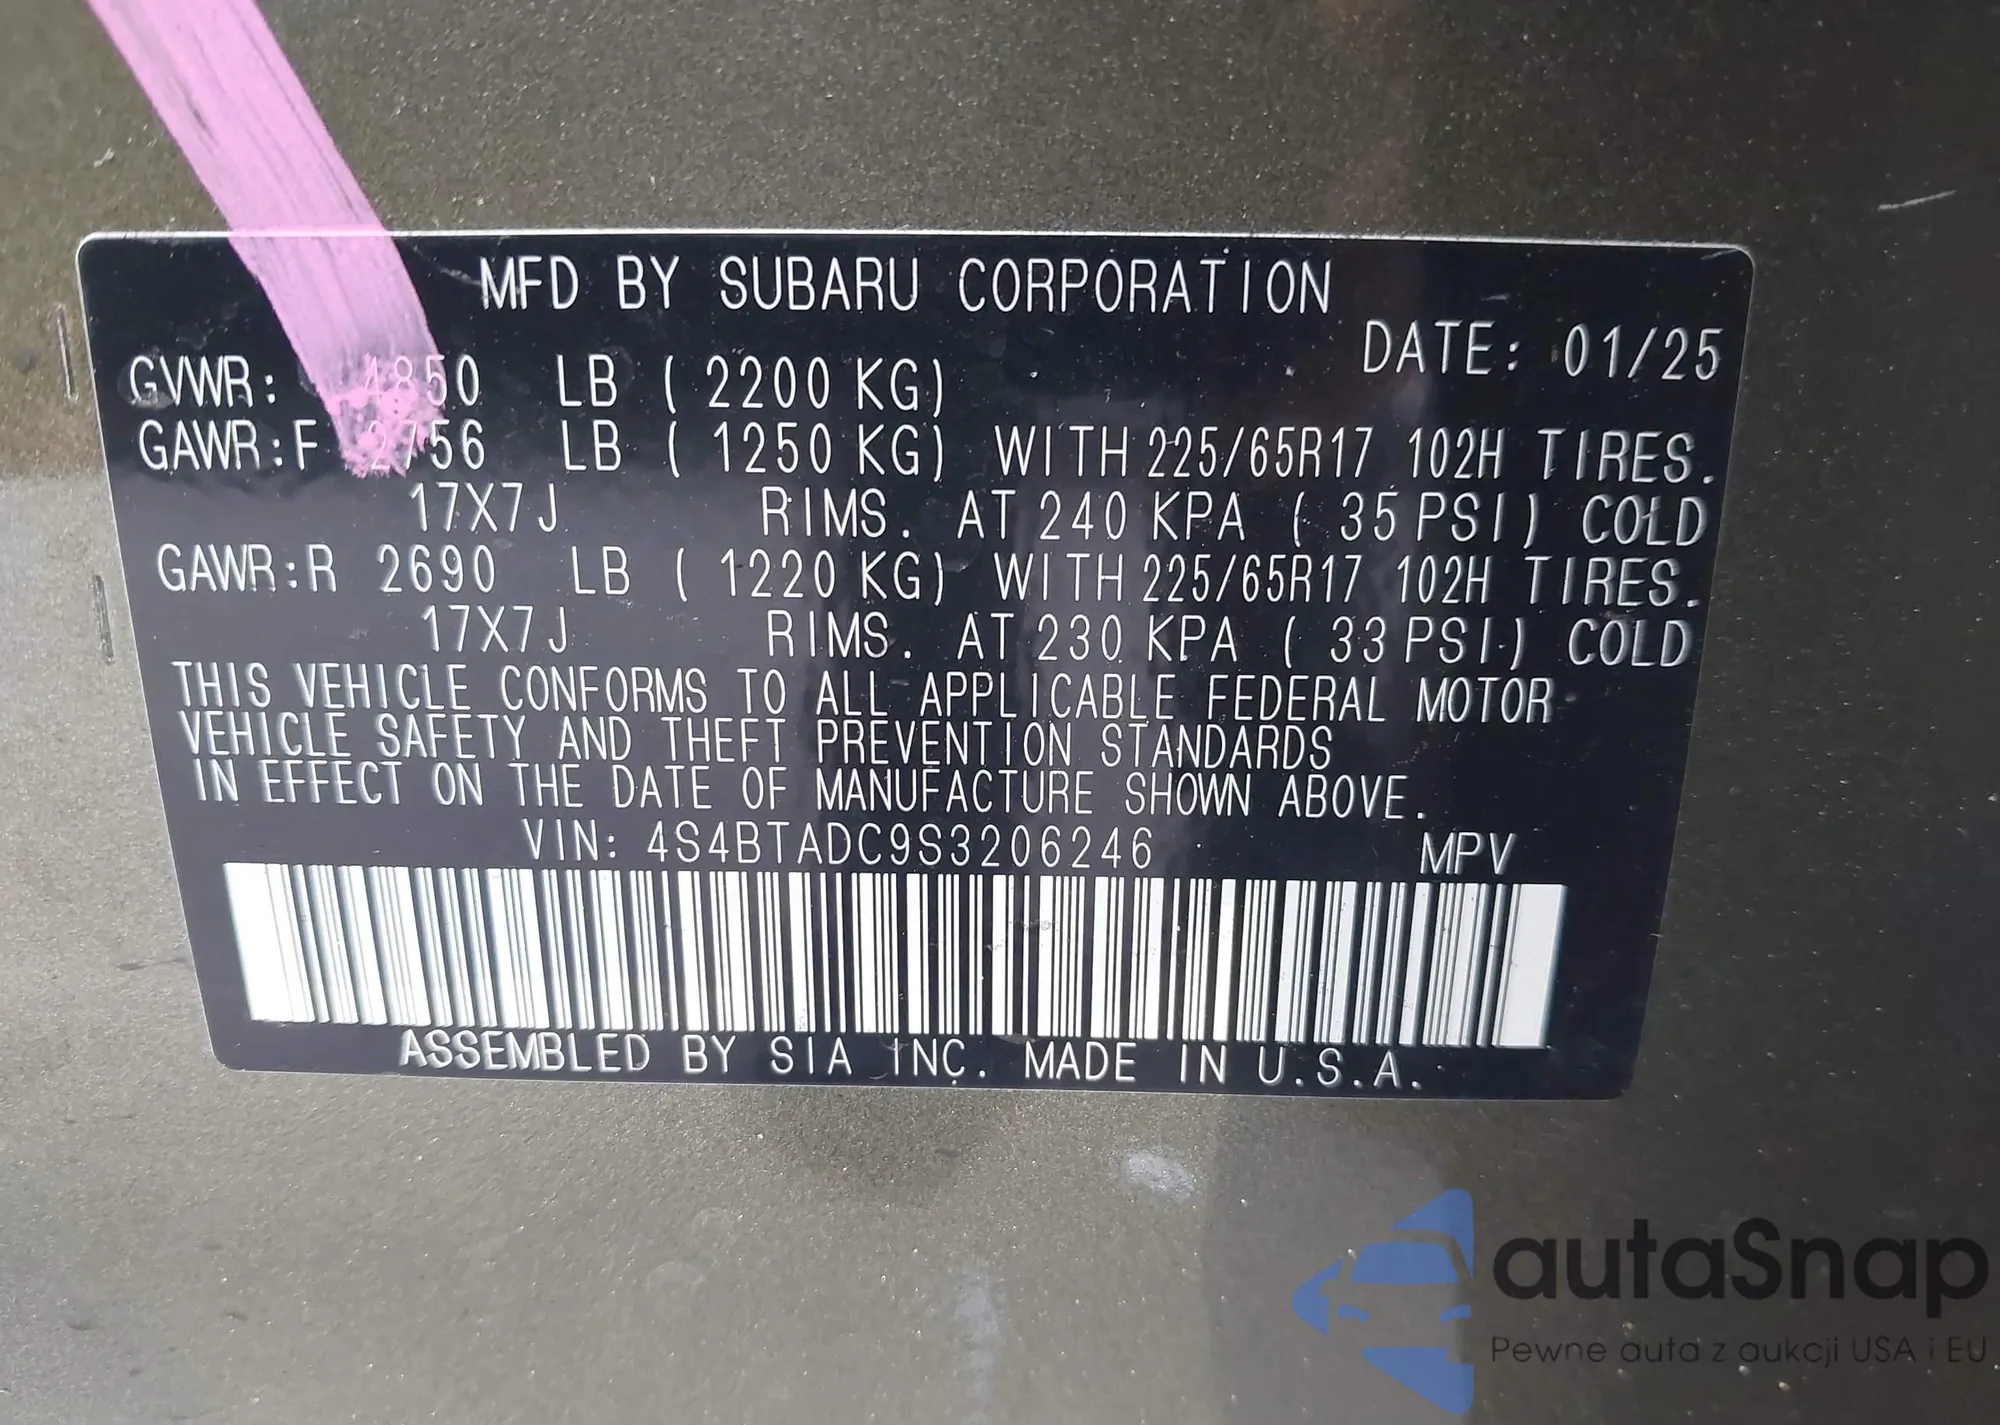 MFD BY SUBARU CORPORATION
DATE: 01/25
GVWR: 4850 LB ( 2200 KG)
GAWR:F 2756 LB ( 1250 KG) WITH 225/65R17 102H TIRES.
17X7J RIMS. AT 240 KPA ( 35 PSI) COLD
GAWR:R 2690 LB ( 1220 KG) WITH 225/65R17 102H TIRES.
17X7J RIMS. AT 230 KPA ( 33 PSI) COLD
THIS VEHICLE CONFORMS TO ALL APPLICABLE FEDERAL MOTOR
VEHICLE SAFETY AND THEFT PREVENTION STANDARDS
IN EFFECT ON THE DATE OF MANUFACTURE SHOWN ABOVE.
VIN: 4S4BTADC9S3206246 MPV
ASSEMBLED BY SIA INC. MADE IN U.S.A.
autaSnap
Pewne auta z aukcji USA i EU